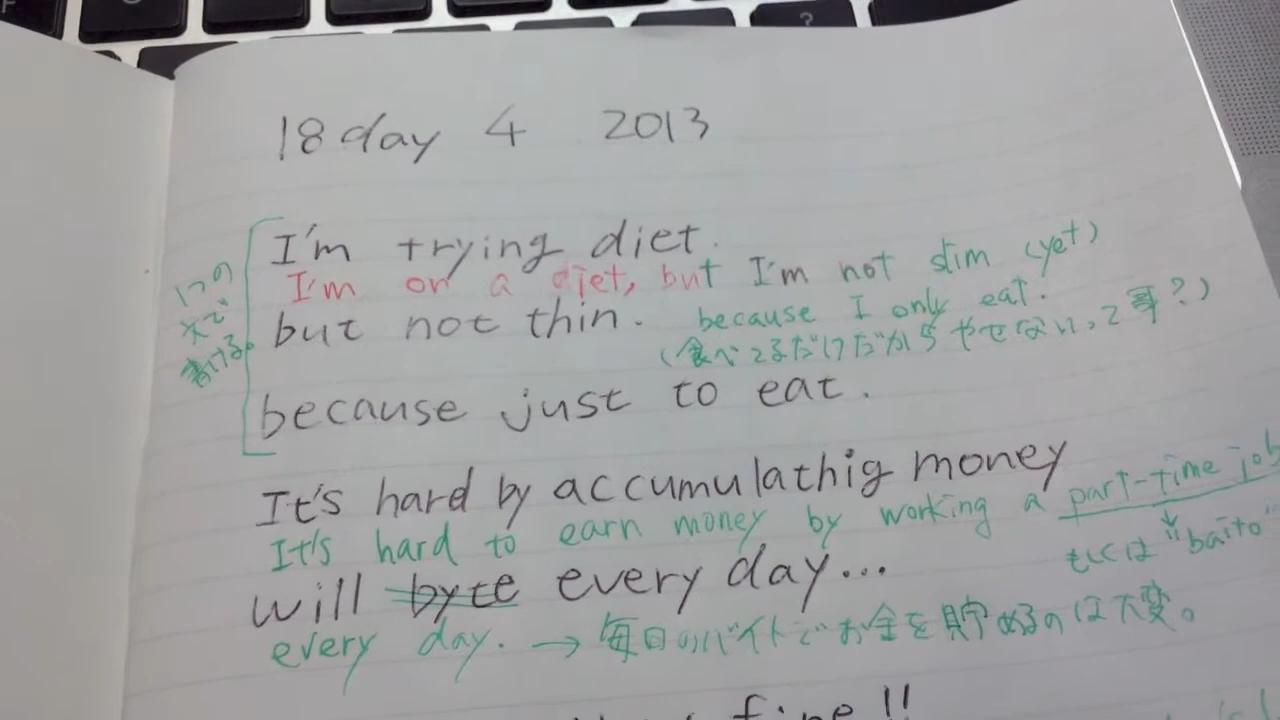 18 day 4 2013
I'm trying diet.
I'm on a diet, but I'm not slim (yet)
but not thin. because I only eat.
(食べてるだけだからやせない、って事?)
1つの
文で
書ける。
because just to eat.
It's hard by accumulathig money
It's hard to earn money by working a part-time job
もしくは "baito"
will byte every day...
every day. → 毎日のバイトでお金を貯めるのは大変。
fine!!